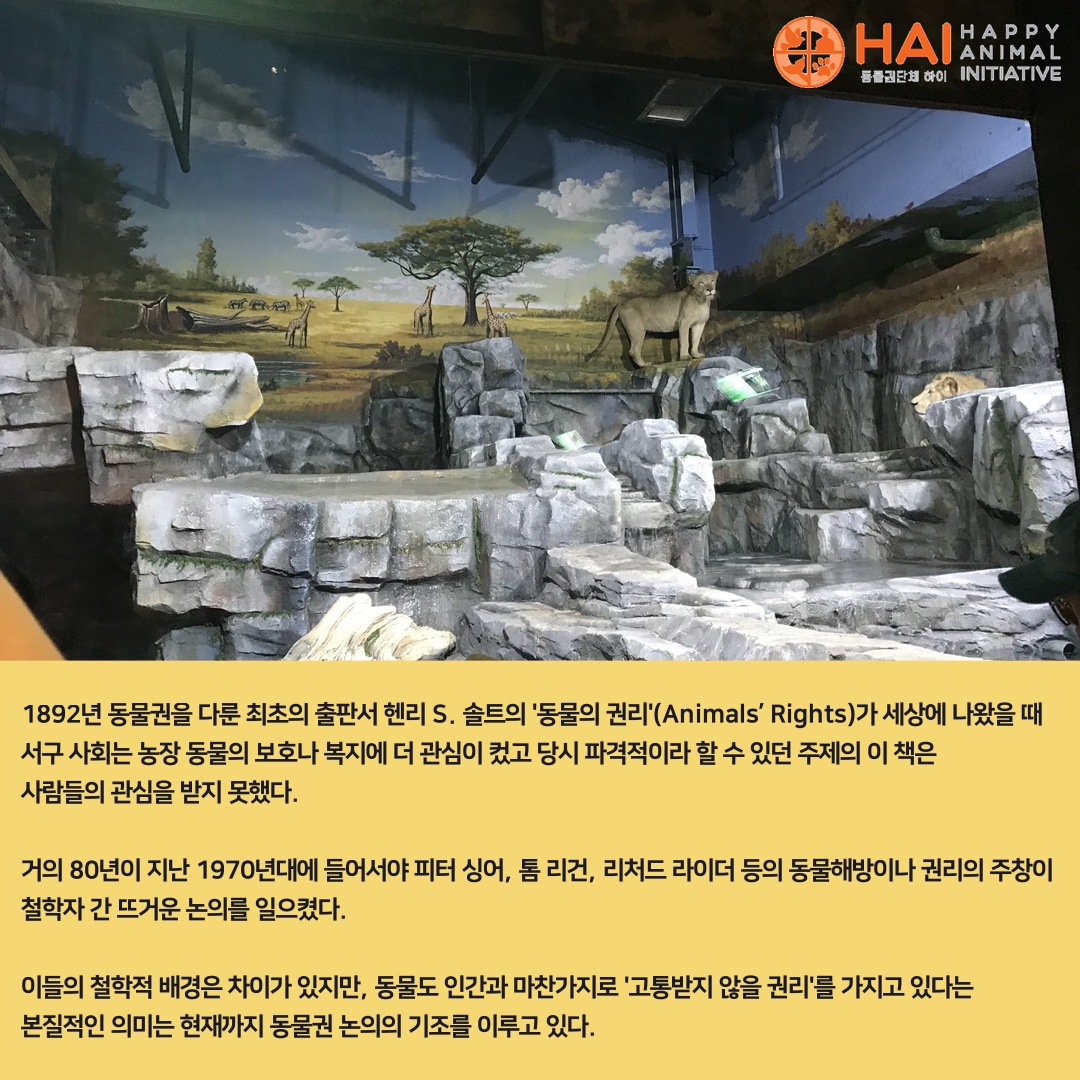 HAI
동물권단체 하이
HAPPY
ANIMAL
INITIATIVE
1892년 동물권을 다룬 최초의 출판서 헨리 S. 솔트의 '동물의 권리'(Animals’ Rights)가 세상에 나왔을 때
서구 사회는 농장 동물의 보호나 복지에 더 관심이 컸고 당시 파격적이라 할 수 있던 주제의 이 책은
사람들의 관심을 받지 못했다.
거의 80년이 지난 1970년대에 들어서야 피터 싱어, 톰 리건, 리처드 라이더 등의 동물해방이나 권리의 주창이
철학자 간 뜨거운 논의를 일으켰다.
이들의 철학적 배경은 차이가 있지만, 동물도 인간과 마찬가지로 '고통받지 않을 권리'를 가지고 있다는
본질적인 의미는 현재까지 동물권 논의의 기조를 이루고 있다.